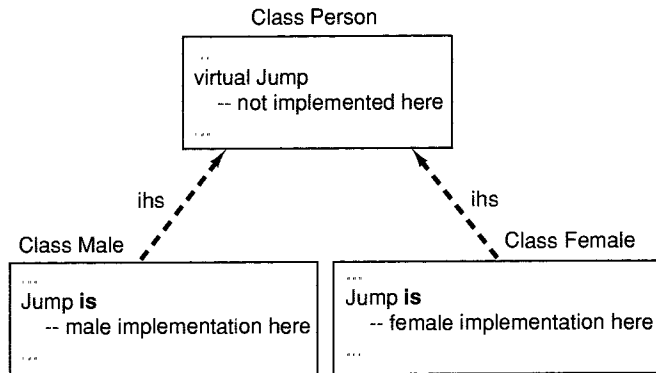 Class Person
...
virtual Jump
-- not implemented here
...
ihs
ihs
Class Male
...
Jump is
-- male implementation here
...
Class Female
...
Jump is
-- female implementation here
...